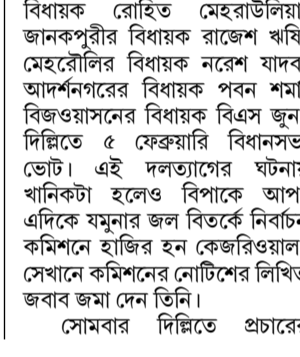 বিধায়ক রোহিত মেহরাউলিয়া
জানকপুরীর বিধায়ক রাজেশ ঋষি
মেহরৌলির বিধায়ক নরেশ যাদব
আদর্শনগরের বিধায়ক পবন শর্মা
বিজওয়াসনের বিধায়ক বিএস জুন
দিল্লিতে ৫ ফেব্রুয়ারি বিধানসভ
ভোট। এই দলত্যাগের ঘটনা
খানিকটা হলেও বিপাকে আপ
এদিকে যমুনার জল বিতর্কে নির্বাচন
কমিশনে হাজির হন কেজরিওয়াল
সেখানে কমিশনের নোটিশের লিখিত
জবাব জমা দেন তিনি।
সোমবার দিল্লিতে প্রচারের